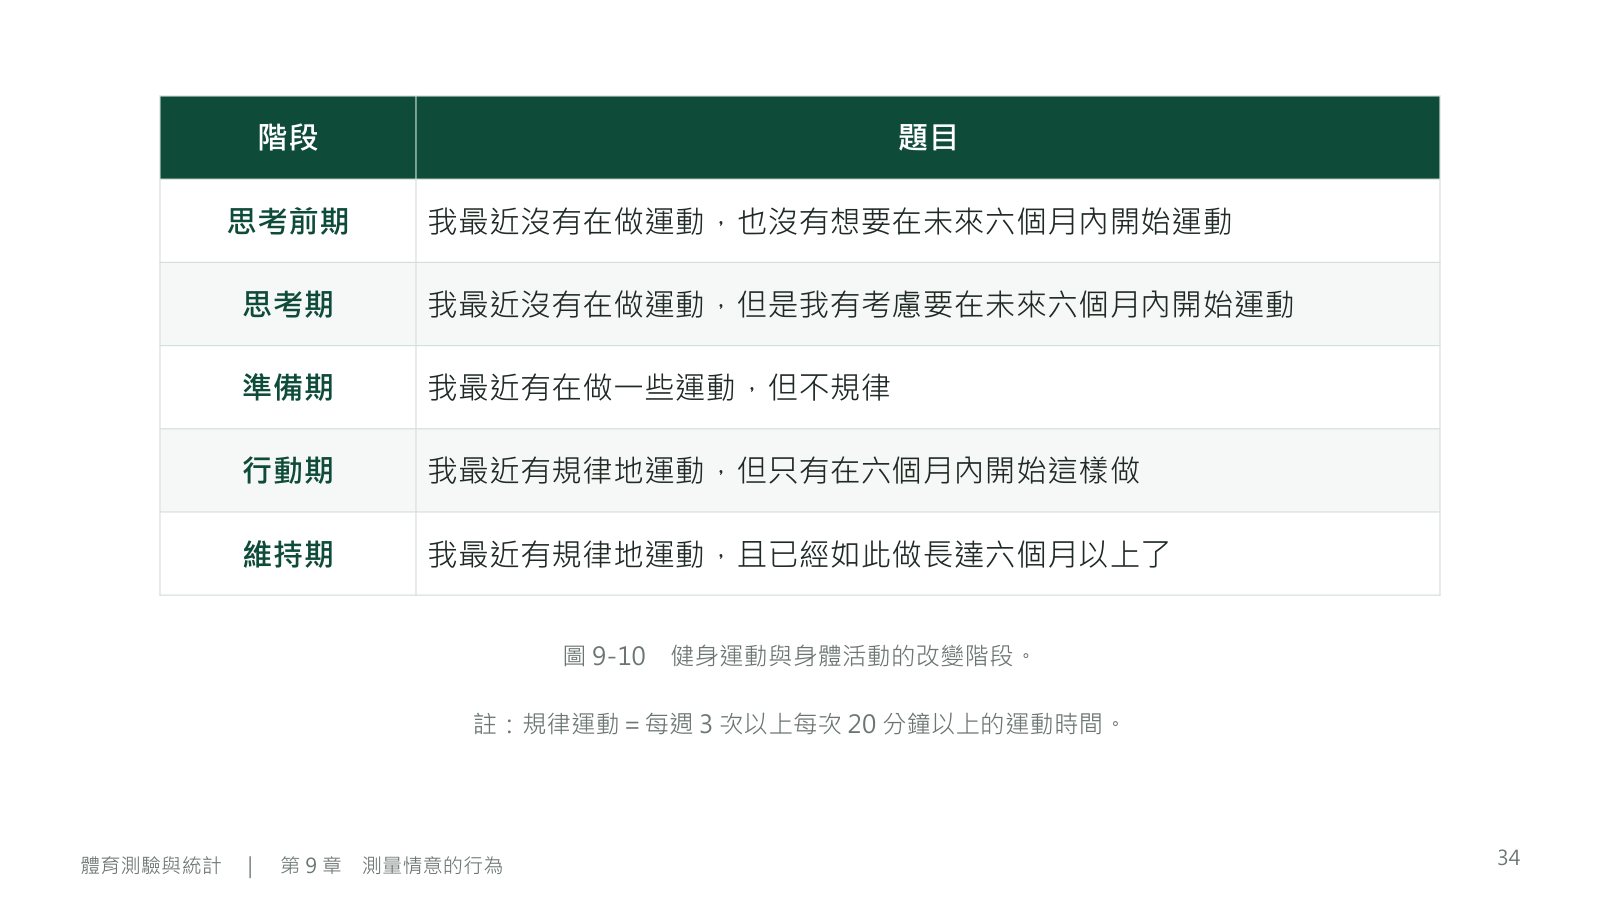 階段
題目
思考前期
我最近沒有在做運動，也沒有想要在未來六個月內開始運動
思考期
我最近沒有在做運動，但是我有考慮要在未來六個月內開始運動
準備期
我最近有在做一些運動，但不規律
行動期
我最近有規律地運動，但只有在六個月內開始這樣做
維持期
我最近有規律地運動，且已經如此做長達六個月以上了
圖 9-10　健身運動與身體活動的改變階段。
註：規律運動 = 每週 3 次以上每次 20 分鐘以上的運動時間。
體育測驗與統計　|　第 9 章　測量情意的行為
34